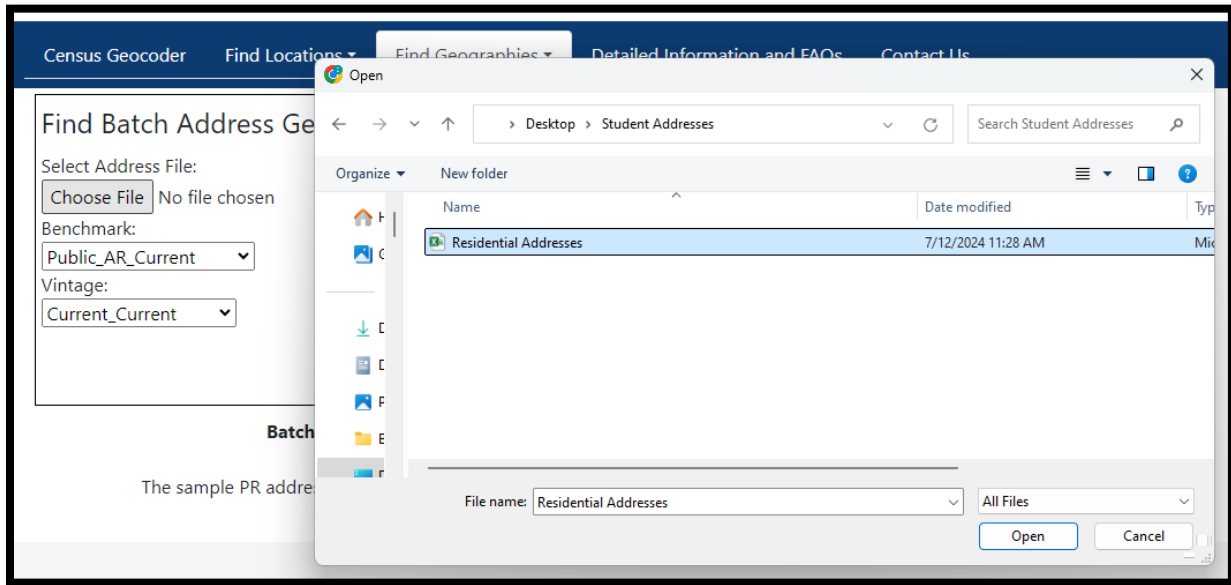 Census Geocoder Find Locations Find Geographies Detailed Information and FAQs Contact Us
Find Batch Address Ge
Select Address File:
Choose File No file chosen
Benchmark:
Public_AR_Current
Vintage:
Current_Current
Batch
The sample PR addre
Open
Desktop > Student Addresses
Search Student Addresses
Organize New folder
Name Date modified Typ
Residential Addresses 7/12/2024 11:28 AM Mic
H
G
D
D
P
E
File name: Residential Addresses
All Files
Open Cancel